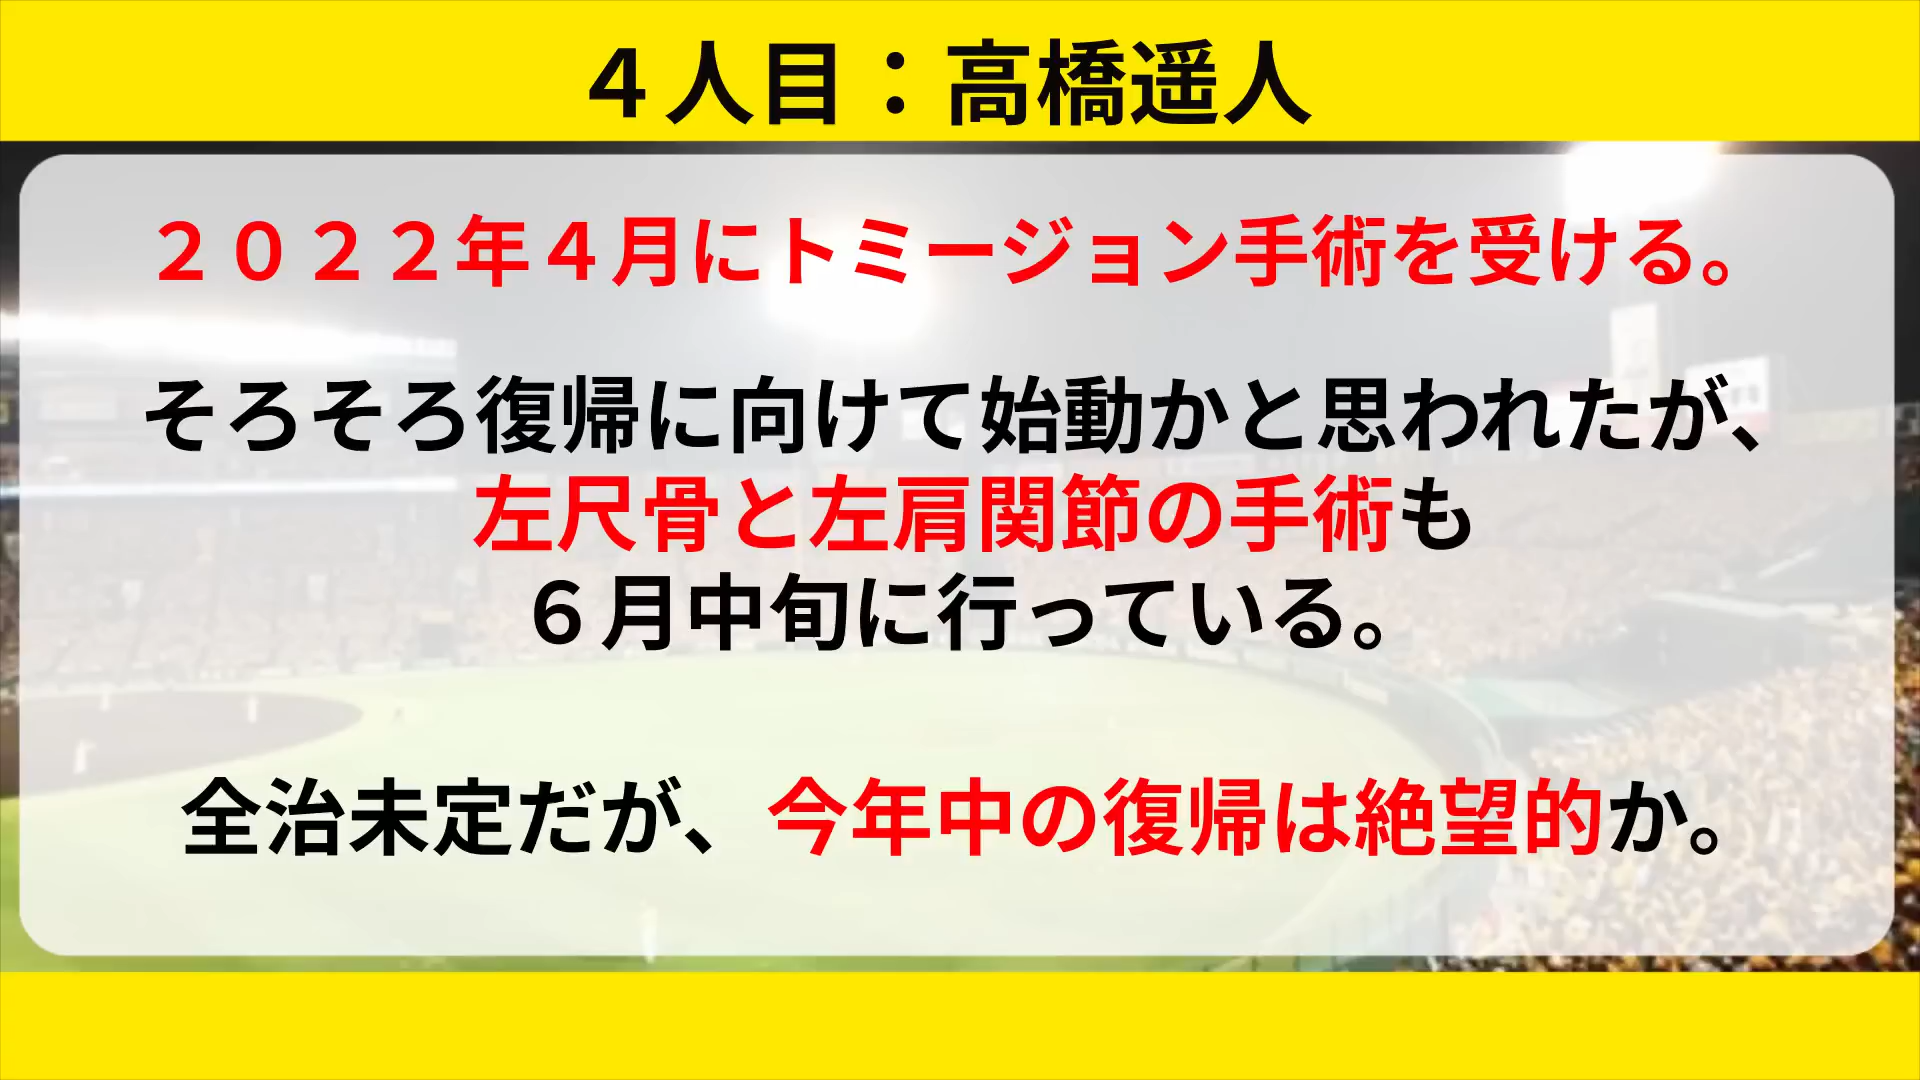 ４人目：高橋遥人
２０２２年４月にトミージョン手術を受ける。
そろそろ復帰に向けて始動かと思われたが、
左尺骨と左肩関節の手術も
６月中旬に行っている。
全治未定だが、今年中の復帰は絶望的か。